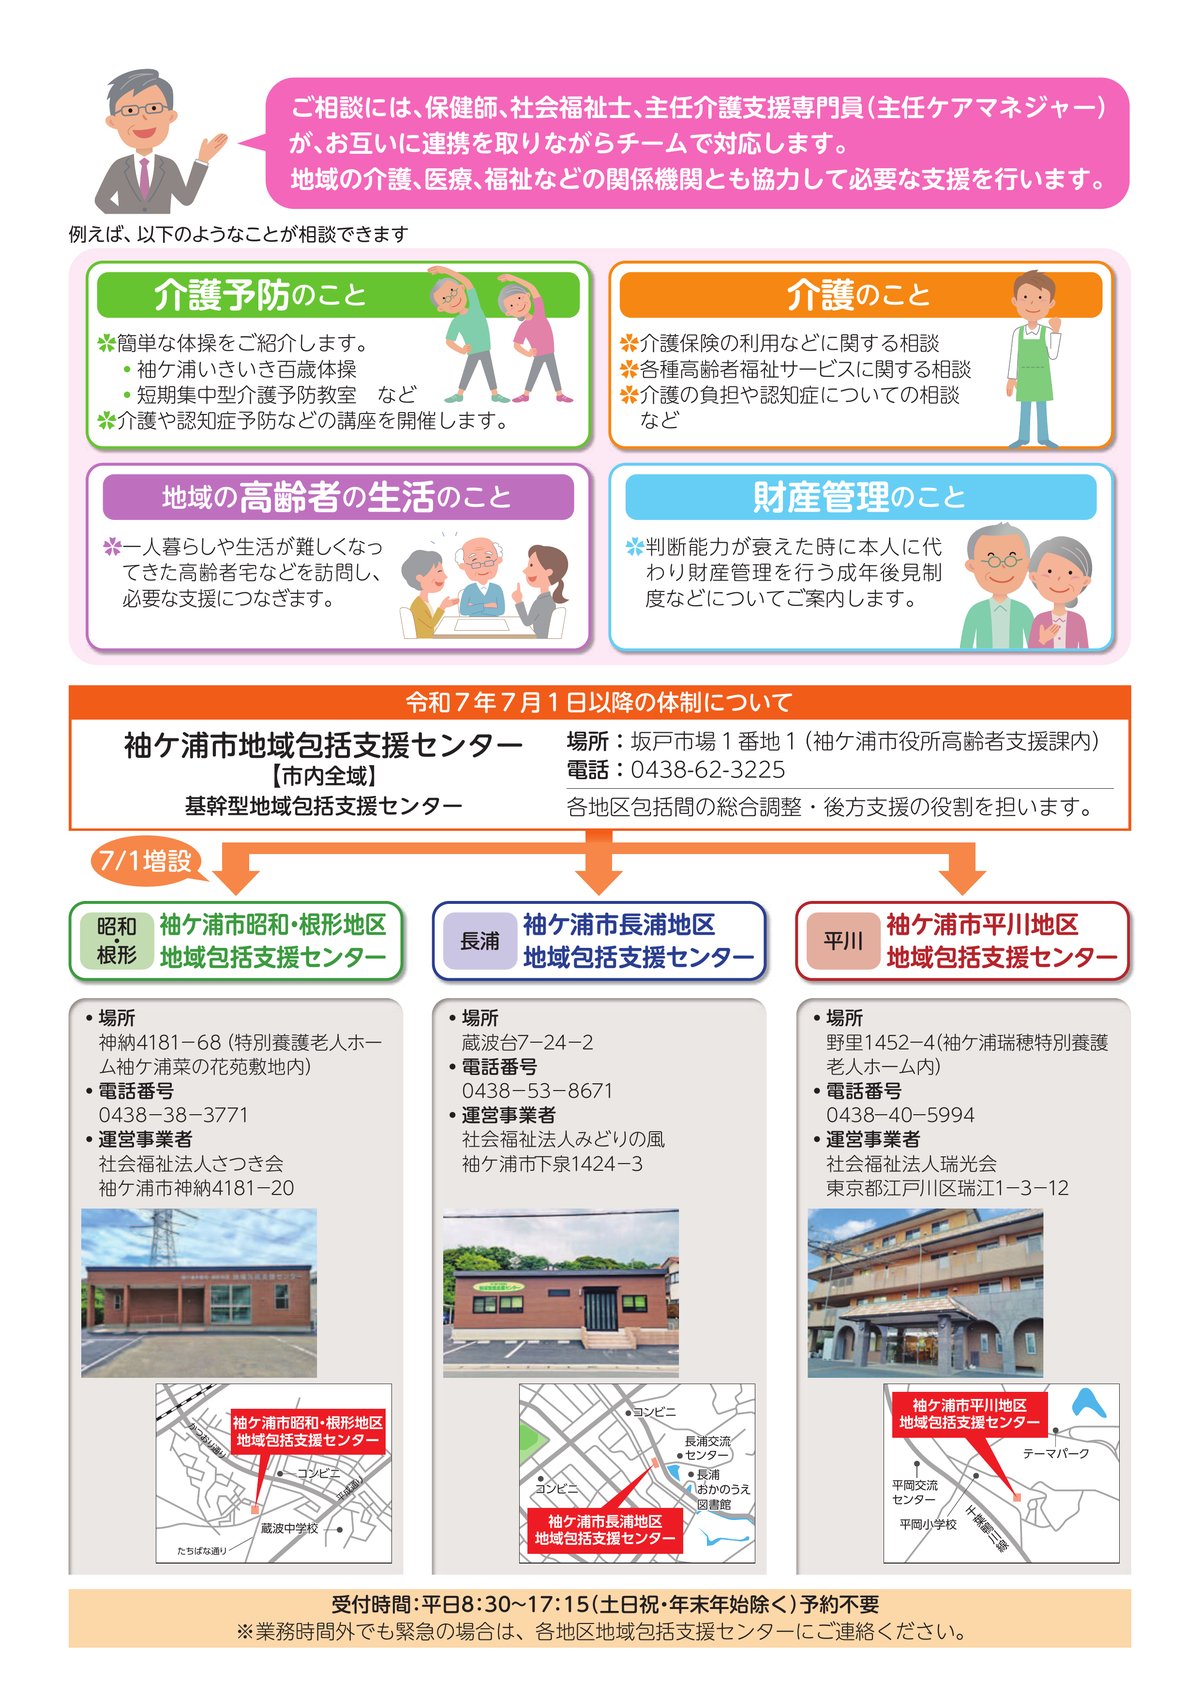 ご相談には、保健師、社会福祉士、主任介護支援専門員（主任ケアマネジャー）
が、お互いに連携を取りながらチームで対応します。
地域の介護、医療、福祉などの関係機関とも協力して必要な支援を行います。
例えば、以下のようなことが相談できます
介護予防のこと
簡単な体操をご紹介します。
・袖ケ浦いきいき百歳体操
・短期集中型介護予防教室　など
介護や認知症予防などの講座を開催します。
介護のこと
介護保険の利用などに関する相談
各種高齢者福祉サービスに関する相談
介護の負担や認知症についての相談
など
地域の高齢者の生活のこと
一人暮らしや生活が難しくなっ
てきた高齢者宅などを訪問し、
必要な支援につなぎます。
財産管理のこと
判断能力が衰えた時に本人に代
わり財産管理を行う成年後見制
度などについてご案内します。
令和７年７月１日以降の体制について
袖ケ浦市地域包括支援センター
【市内全域】
基幹型地域包括支援センター
場所：坂戸市場１番地１（袖ケ浦市役所高齢者支援課内）
電話：0438-62-3225
各地区包括間の総合調整・後方支援の役割を担います。
7/1増設
昭和・根形
袖ケ浦市昭和・根形地区
地域包括支援センター
・場所
神納4181−68（特別養護老人ホー
ム袖ケ浦菜の花苑敷地内）
・電話番号
0438−38−3771
・運営事業者
社会福祉法人さつき会
袖ケ浦市神納4181−20
地域包括支援センター
袖ケ浦市昭和・根形地区
地域包括支援センター
かつおり通り
コンビニ
平成通り
蔵波中学校
たちばな通り
長浦
袖ケ浦市長浦地区
地域包括支援センター
・場所
蔵波台7−24−2
・電話番号
0438−53−8671
・運営事業者
社会福祉法人みどりの風
袖ケ浦市下泉1424−3
コンビニ
長浦交流
センター
長浦
おかのうえ
図書館
コンビニ
袖ケ浦市長浦地区
地域包括支援センター
平川
袖ケ浦市平川地区
地域包括支援センター
・場所
野里1452−4（袖ケ浦瑞穂特別養護
老人ホーム内）
・電話番号
0438−40−5994
・運営事業者
社会福祉法人瑞光会
東京都江戸川区瑞江1−3−12
袖ケ浦市平川地区
地域包括支援センター
テーマパーク
平岡交流
センター
平岡小学校
千葉鴨川線
受付時間：平日8：30〜17：15（土日祝・年末年始除く）予約不要
※業務時間外でも緊急の場合は、各地区地域包括支援センターにご連絡ください。